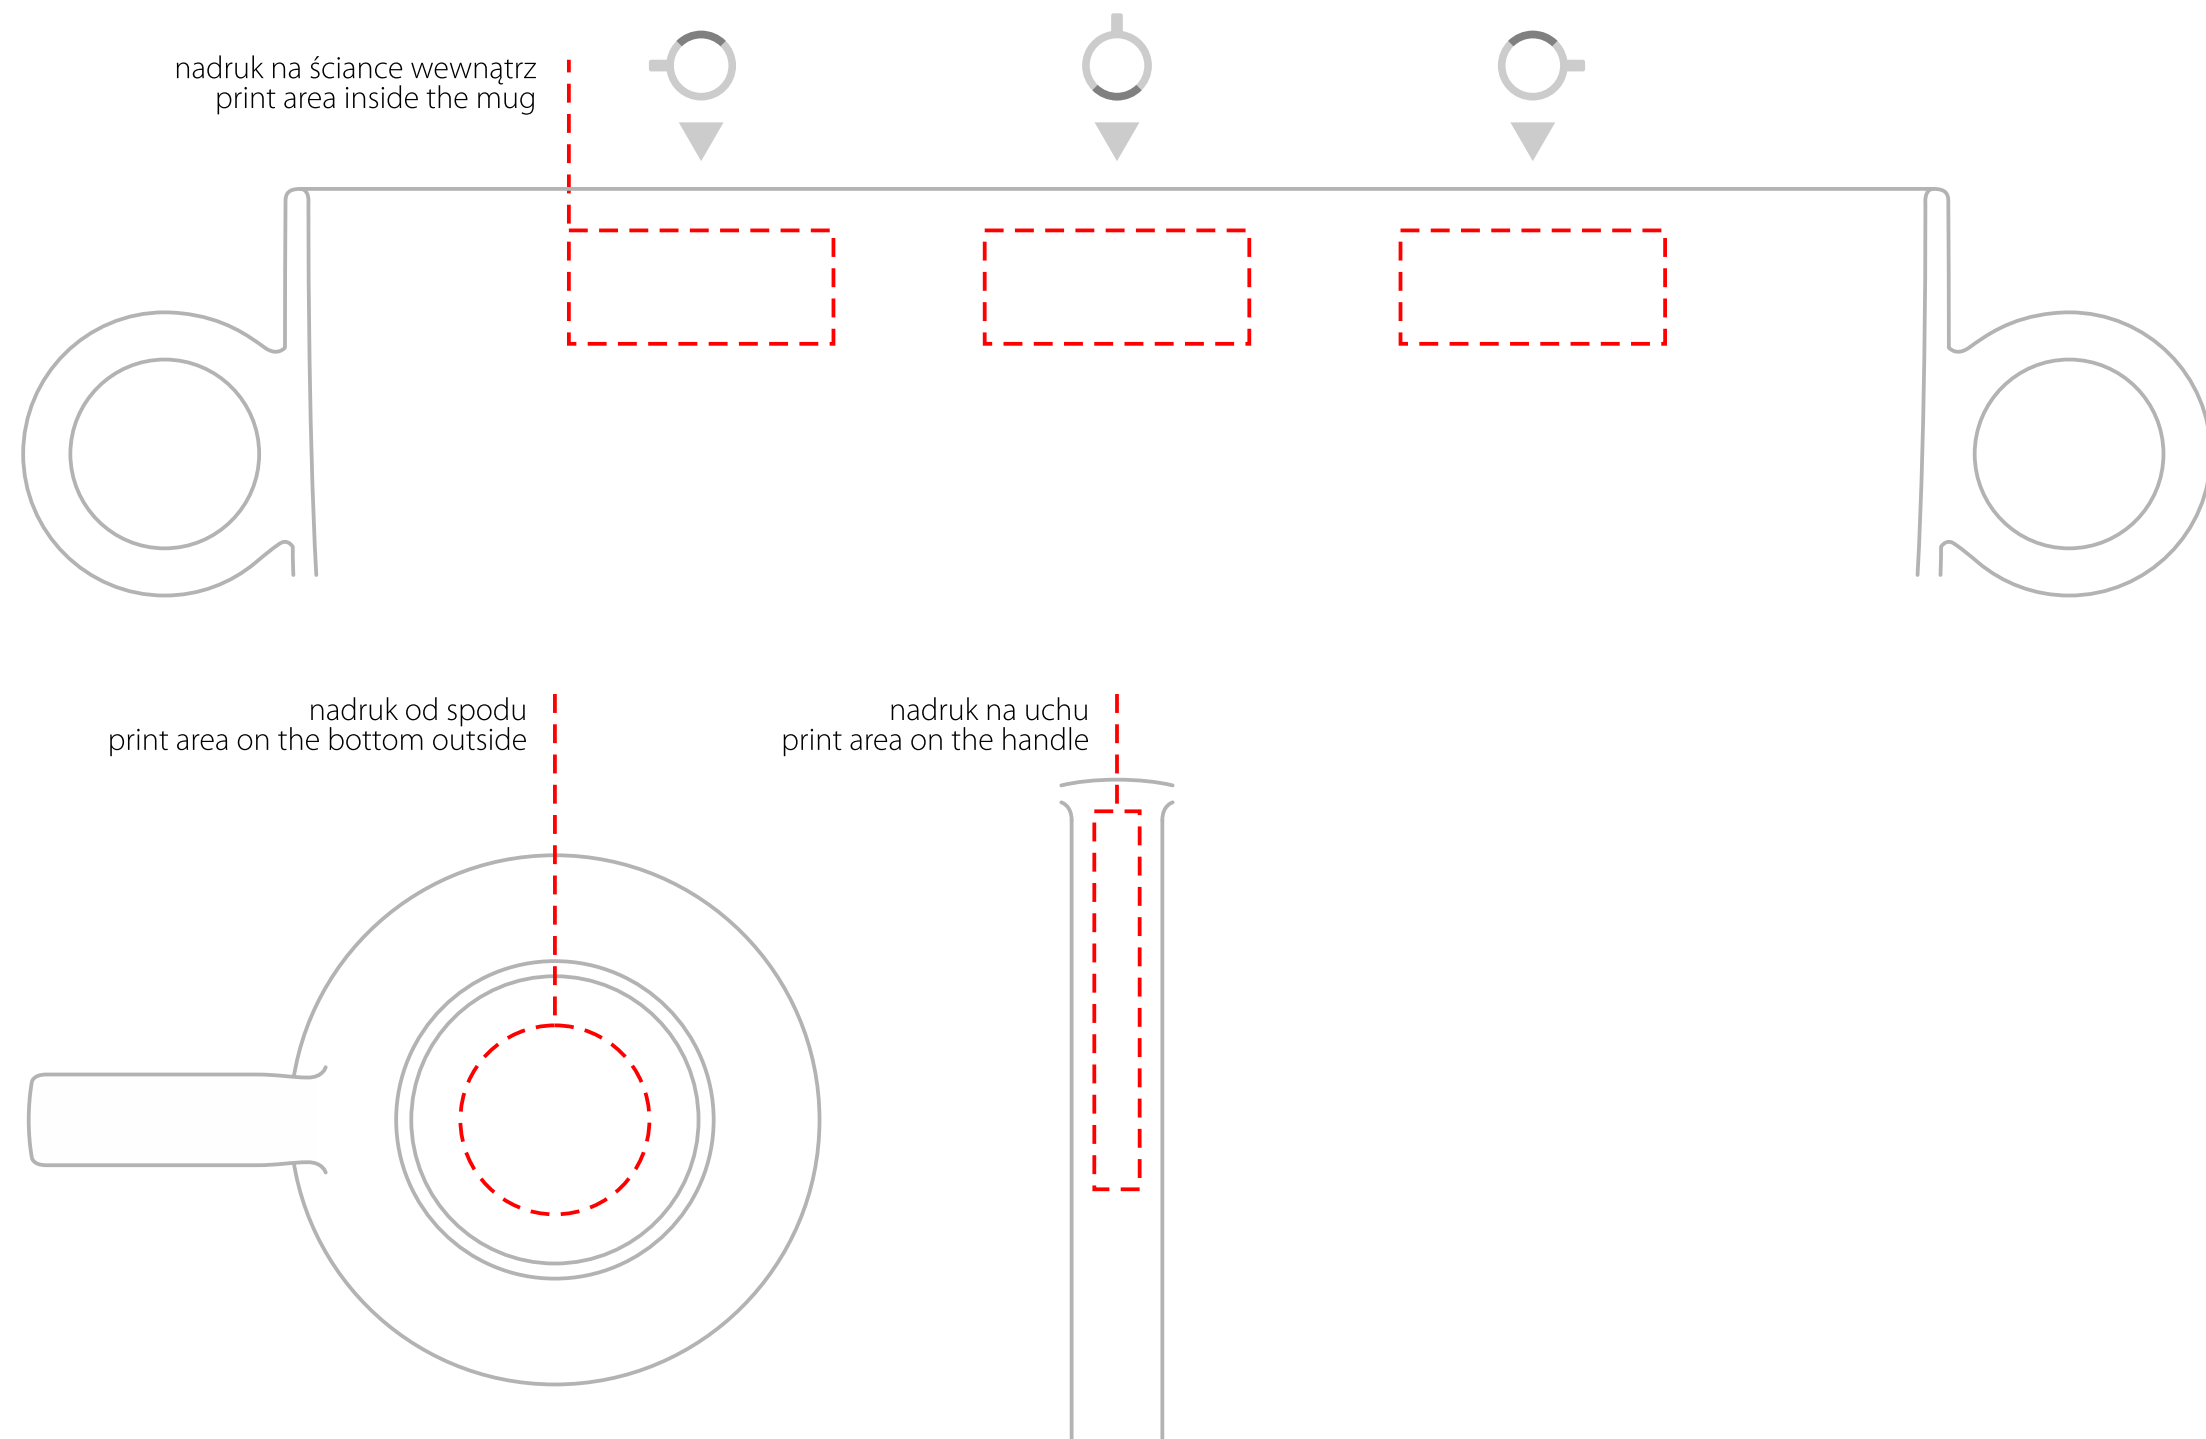 nadruk na ściance wewnątrz
print area inside the mug
nadruk od spodu
print area on the bottom outside
nadruk na uchu
print area on the handle